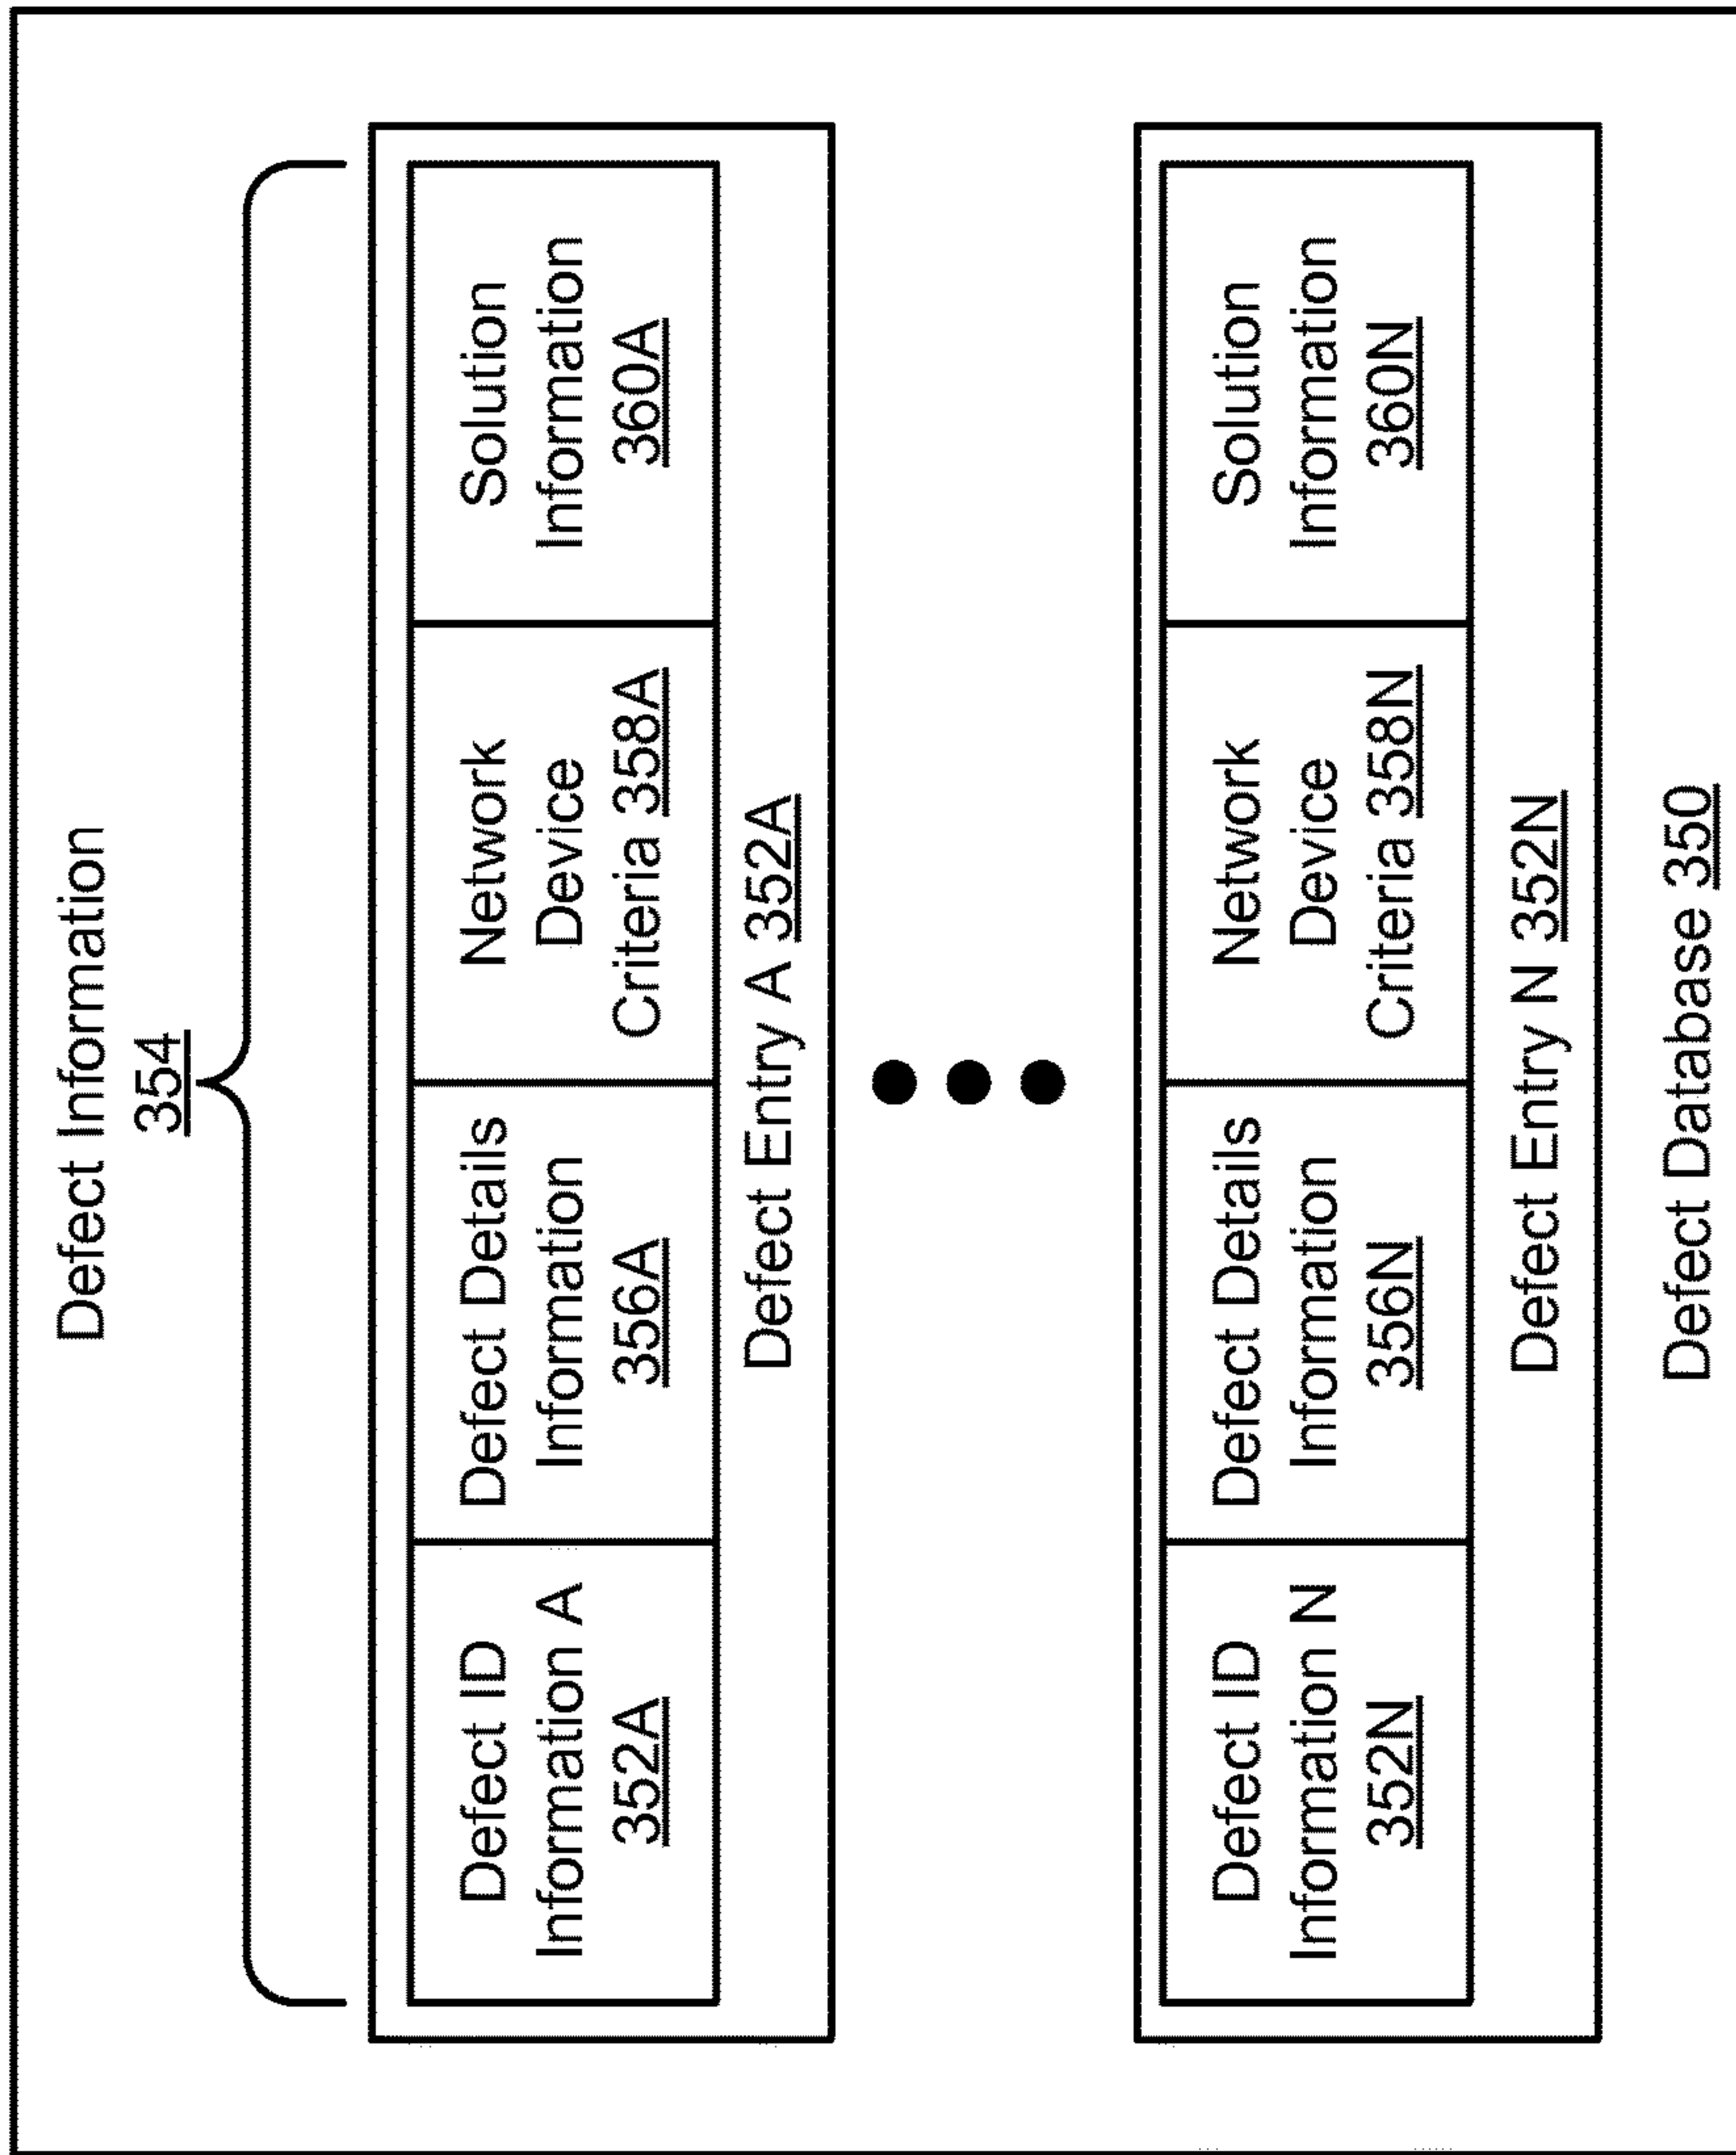 Defect Information
354
Defect ID
Information A
352A
Defect Details
Information
356A
Network
Device
Criteria 358A
Solution
Information
360A
Defect Entry A 352A
Defect ID
Information N
352N
Defect Details
Information
356N
Network
Device
Criteria 358N
Solution
Information
360N
Defect Entry N 352N
Defect Database 350